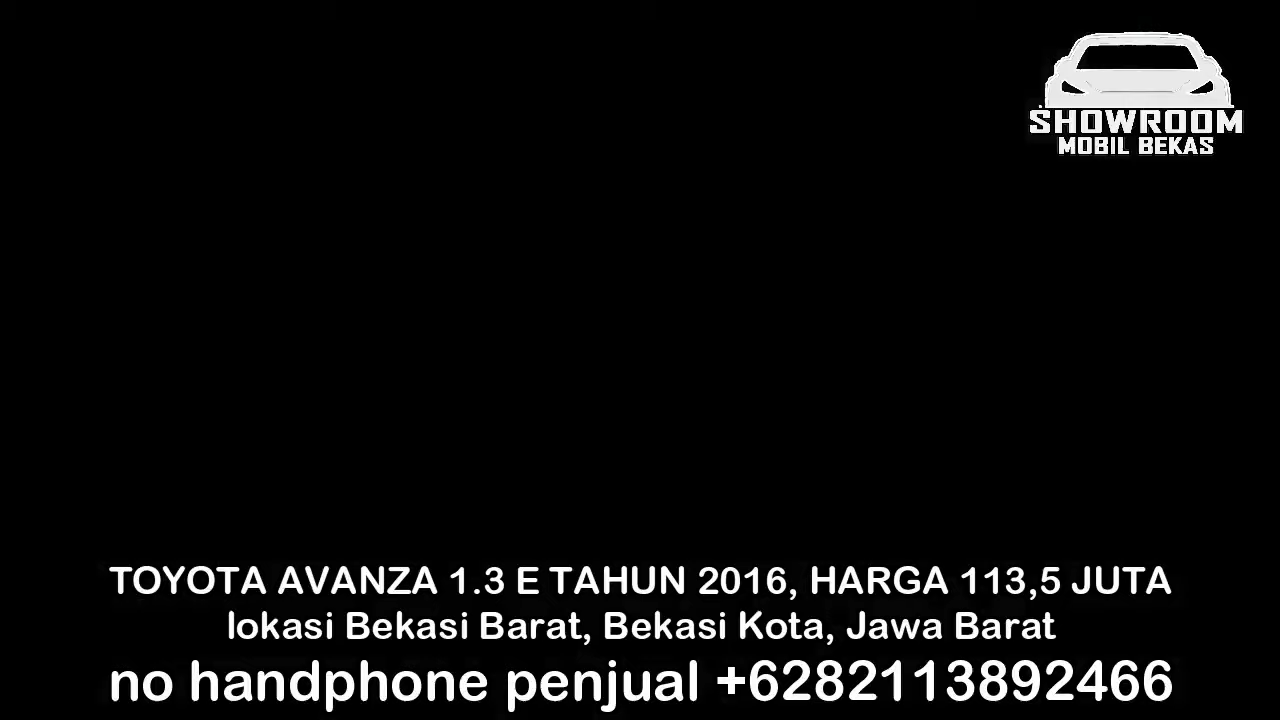 SHOWROOM
MOBIL BEKAS
TOYOTA AVANZA 1.3 E TAHUN 2016, HARGA 113,5 JUTA
lokasi Bekasi Barat, Bekasi Kota, Jawa Barat
no handphone penjual +6282113892466